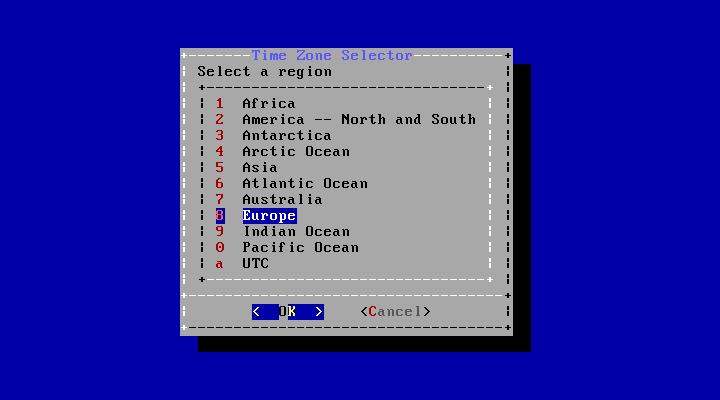 Time Zone Selector
Select a region
1 Africa
2 America -- North and South
3 Antarctica
4 Arctic Ocean
5 Asia
6 Atlantic Ocean
7 Australia
8 Europe
9 Indian Ocean
0 Pacific Ocean
a UTC
< OK > <Cancel>